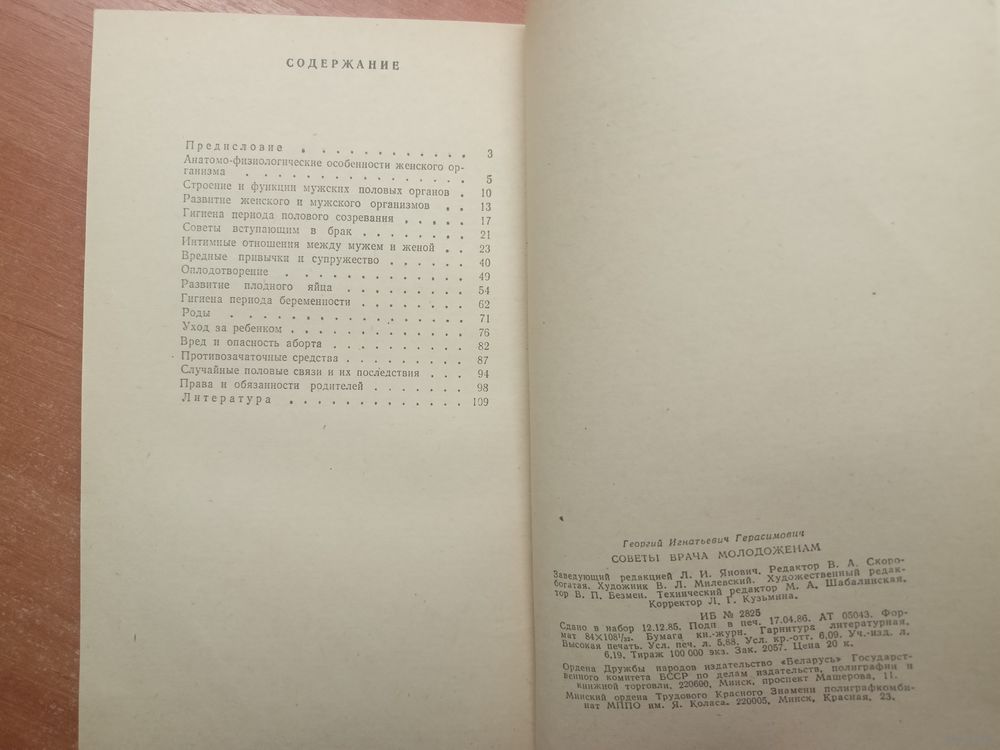 СОДЕРЖАНИЕ
Предисловие . . . . . . . . . . . 3
Анатомо-физиологические особенности женского ор-
ганизма . . . . . . . . . . . . . 5
Строение и функции мужских половых органов . 10
Развитие женского и мужского организмов . . 13
Гигиена периода полового созревания . . . . . 17
Советы вступающим в брак . . . . . . . . 21
Интимные отношения между мужем и женой . . 23
Вредные привычки и супружество . . . . . . 40
Оплодотворение . . . . . . . . . . . 49
Развитие плодного яйца . . . . . . . . 54
Гигиена периода беременности . . . . . . . 62
Роды . . . . . . . . . . . . . . 71
Уход за ребенком . . . . . . . . . . . 76
Вред и опасность аборта . . . . . . . . . 82
Противозачаточные средства . . . . . . . . 87
Случайные половые связи и их последствия . . . 94
Права и обязанности родителей . . . . . . . 98
Литература . . . . . . . . . . . . 109
Георгий Игнатьевич Герасимович
СОВЕТЫ ВРАЧА МОЛОДОЖЕНАМ
Заведующий редакцией Л. И. Янович. Редактор В. А. Скоро-
богатая. Художник В. Л. Милевский. Художественный редак-
тор В. П. Безмен. Технический редактор М. А. Шабалинская.
Корректор Л. Г. Кузьмина.
ИБ № 2825
Сдано в набор 12.12.85. Подп в печ. 17.04.86. АТ 05043. Фор-
мат 84×108¹/₃₂. Бумага кн.-журн. Гарнитура литературная.
Высокая печать. Усл. печ. л. 5,88. Усл. кр.-отт. 6,09. Уч.-изд. л.
6,19. Тираж 100 000 экз. Зак. 2057. Цена 20 к.
Ордена Дружбы народов издательство «Беларусь» Государст-
венного комитета БССР по делам издательств, полиграфии и
книжной торговли. 220600, Минск, проспект Машерова, 11.
Минский ордена Трудового Красного Знамени полиграфкомби-
нат МППО им. Я. Коласа. 220005, Минск, Красная, 23.